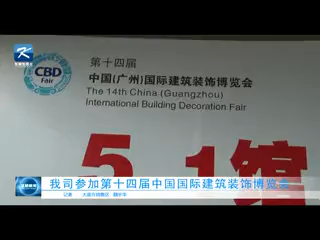 CBD
Fair
第十四届
中国(广州)国际建筑装饰博览会
The 14th China (Guangzhou)
International Building Decoration Fair
5.1馆
我司参加第十四届中国国际建筑装饰博览会
记者